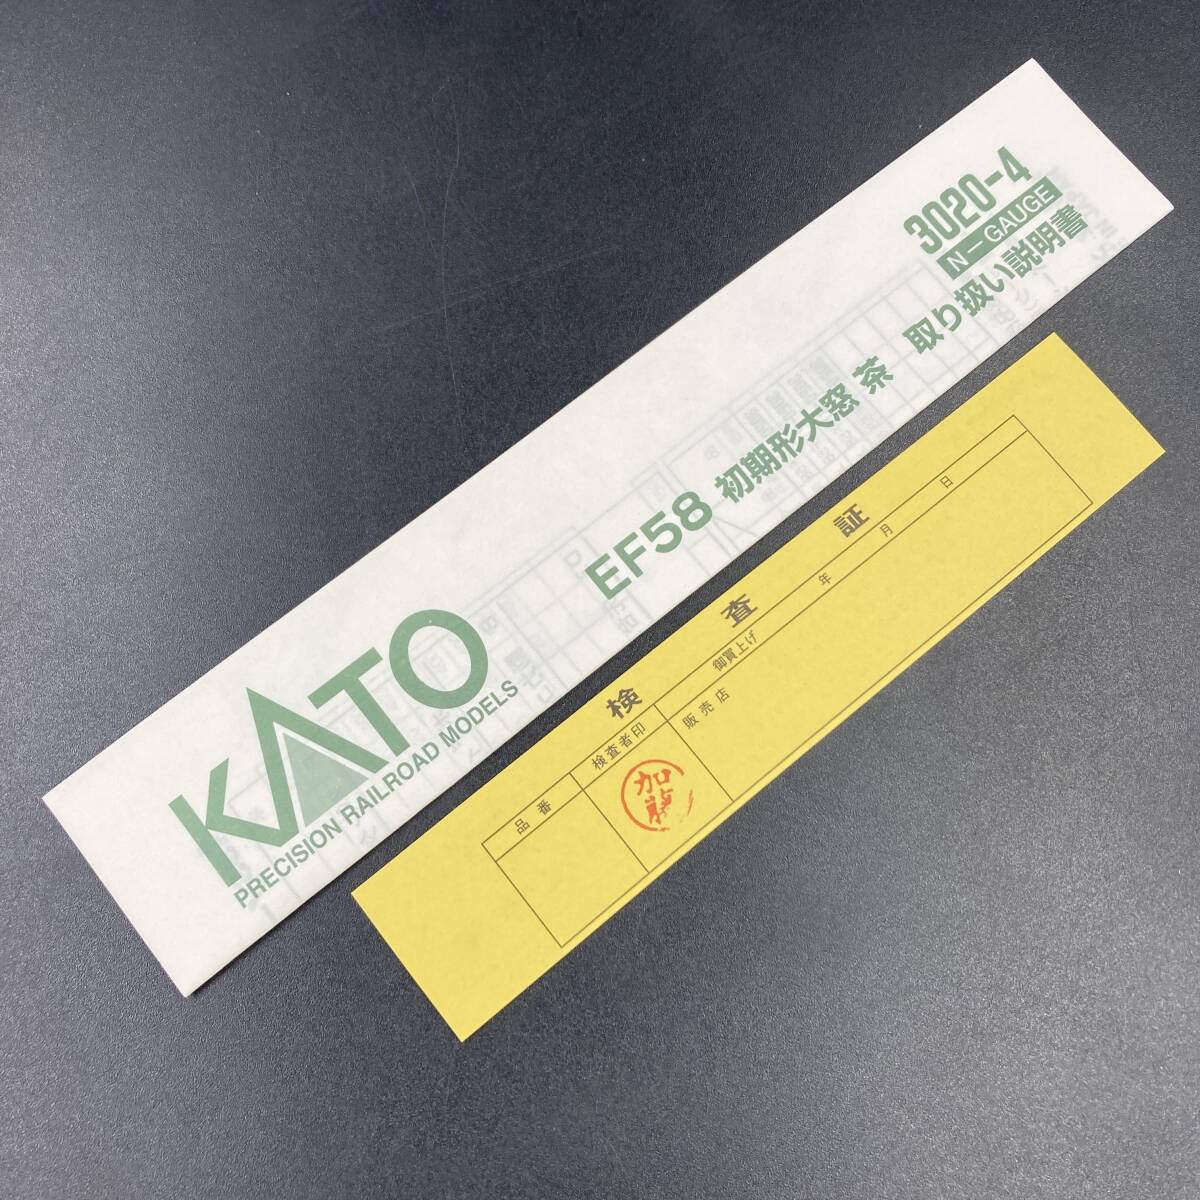 KATO
PRECISION RAILROAD MODELS
EF58 初期形大窓 茶 取り扱い説明書
3020-4
N-GAUGE
検査証
品番
検査者印
御買上げ 年 月 日
販売店
加藤